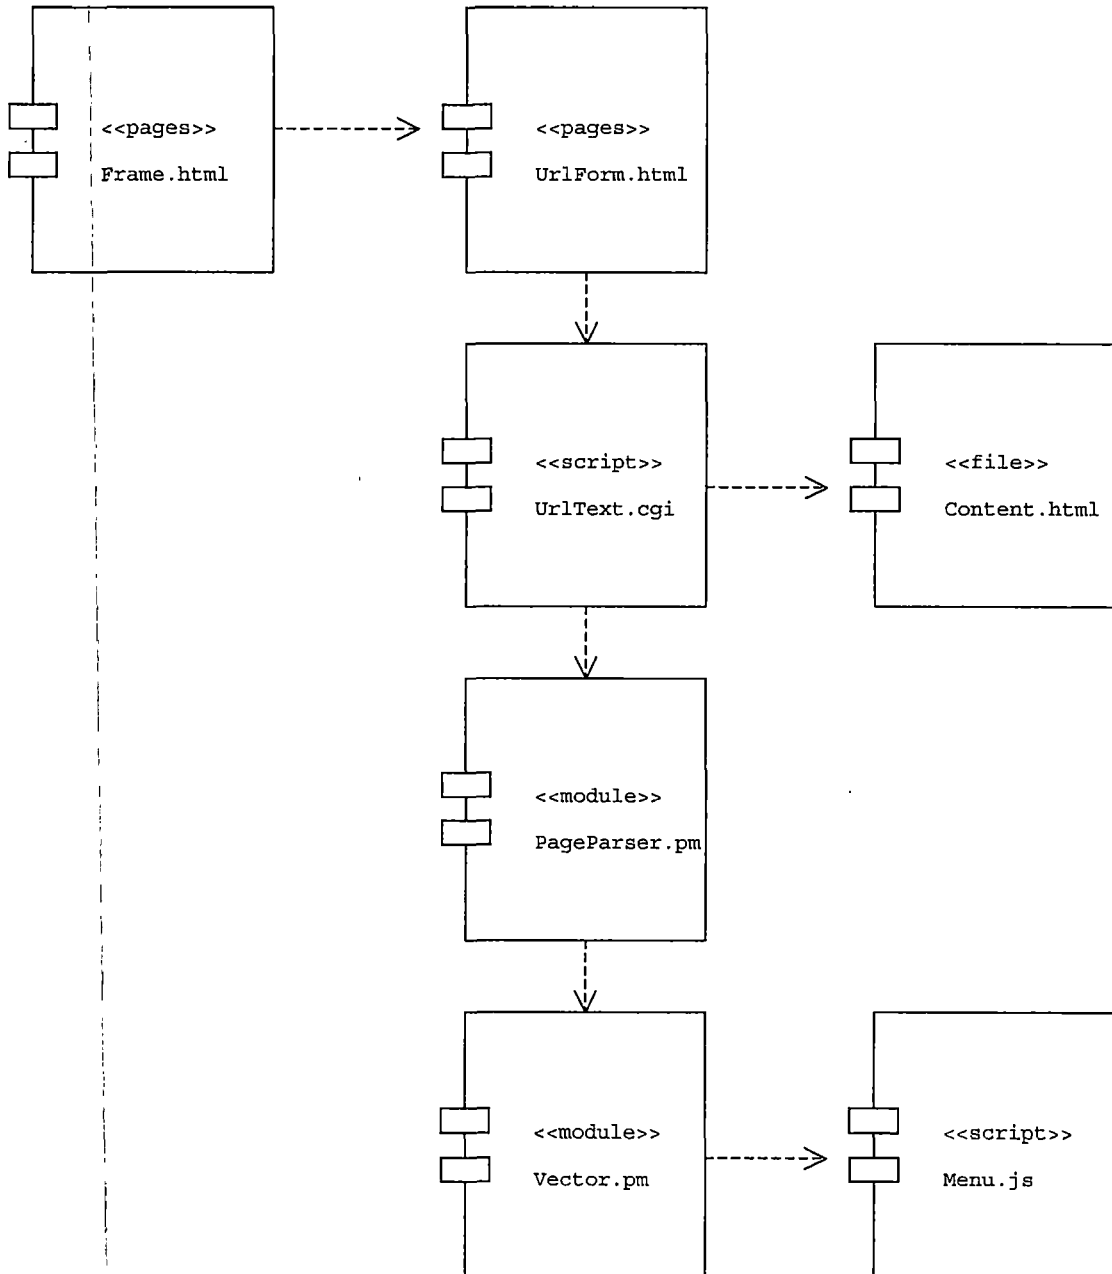 <<pages>>
Frame.html
<<pages>>
UrlForm.html
<<script>>
UrlText.cgi
<<file>>
Content.html
<<module>>
PageParser.pm
<<module>>
Vector.pm
<<script>>
Menu.js